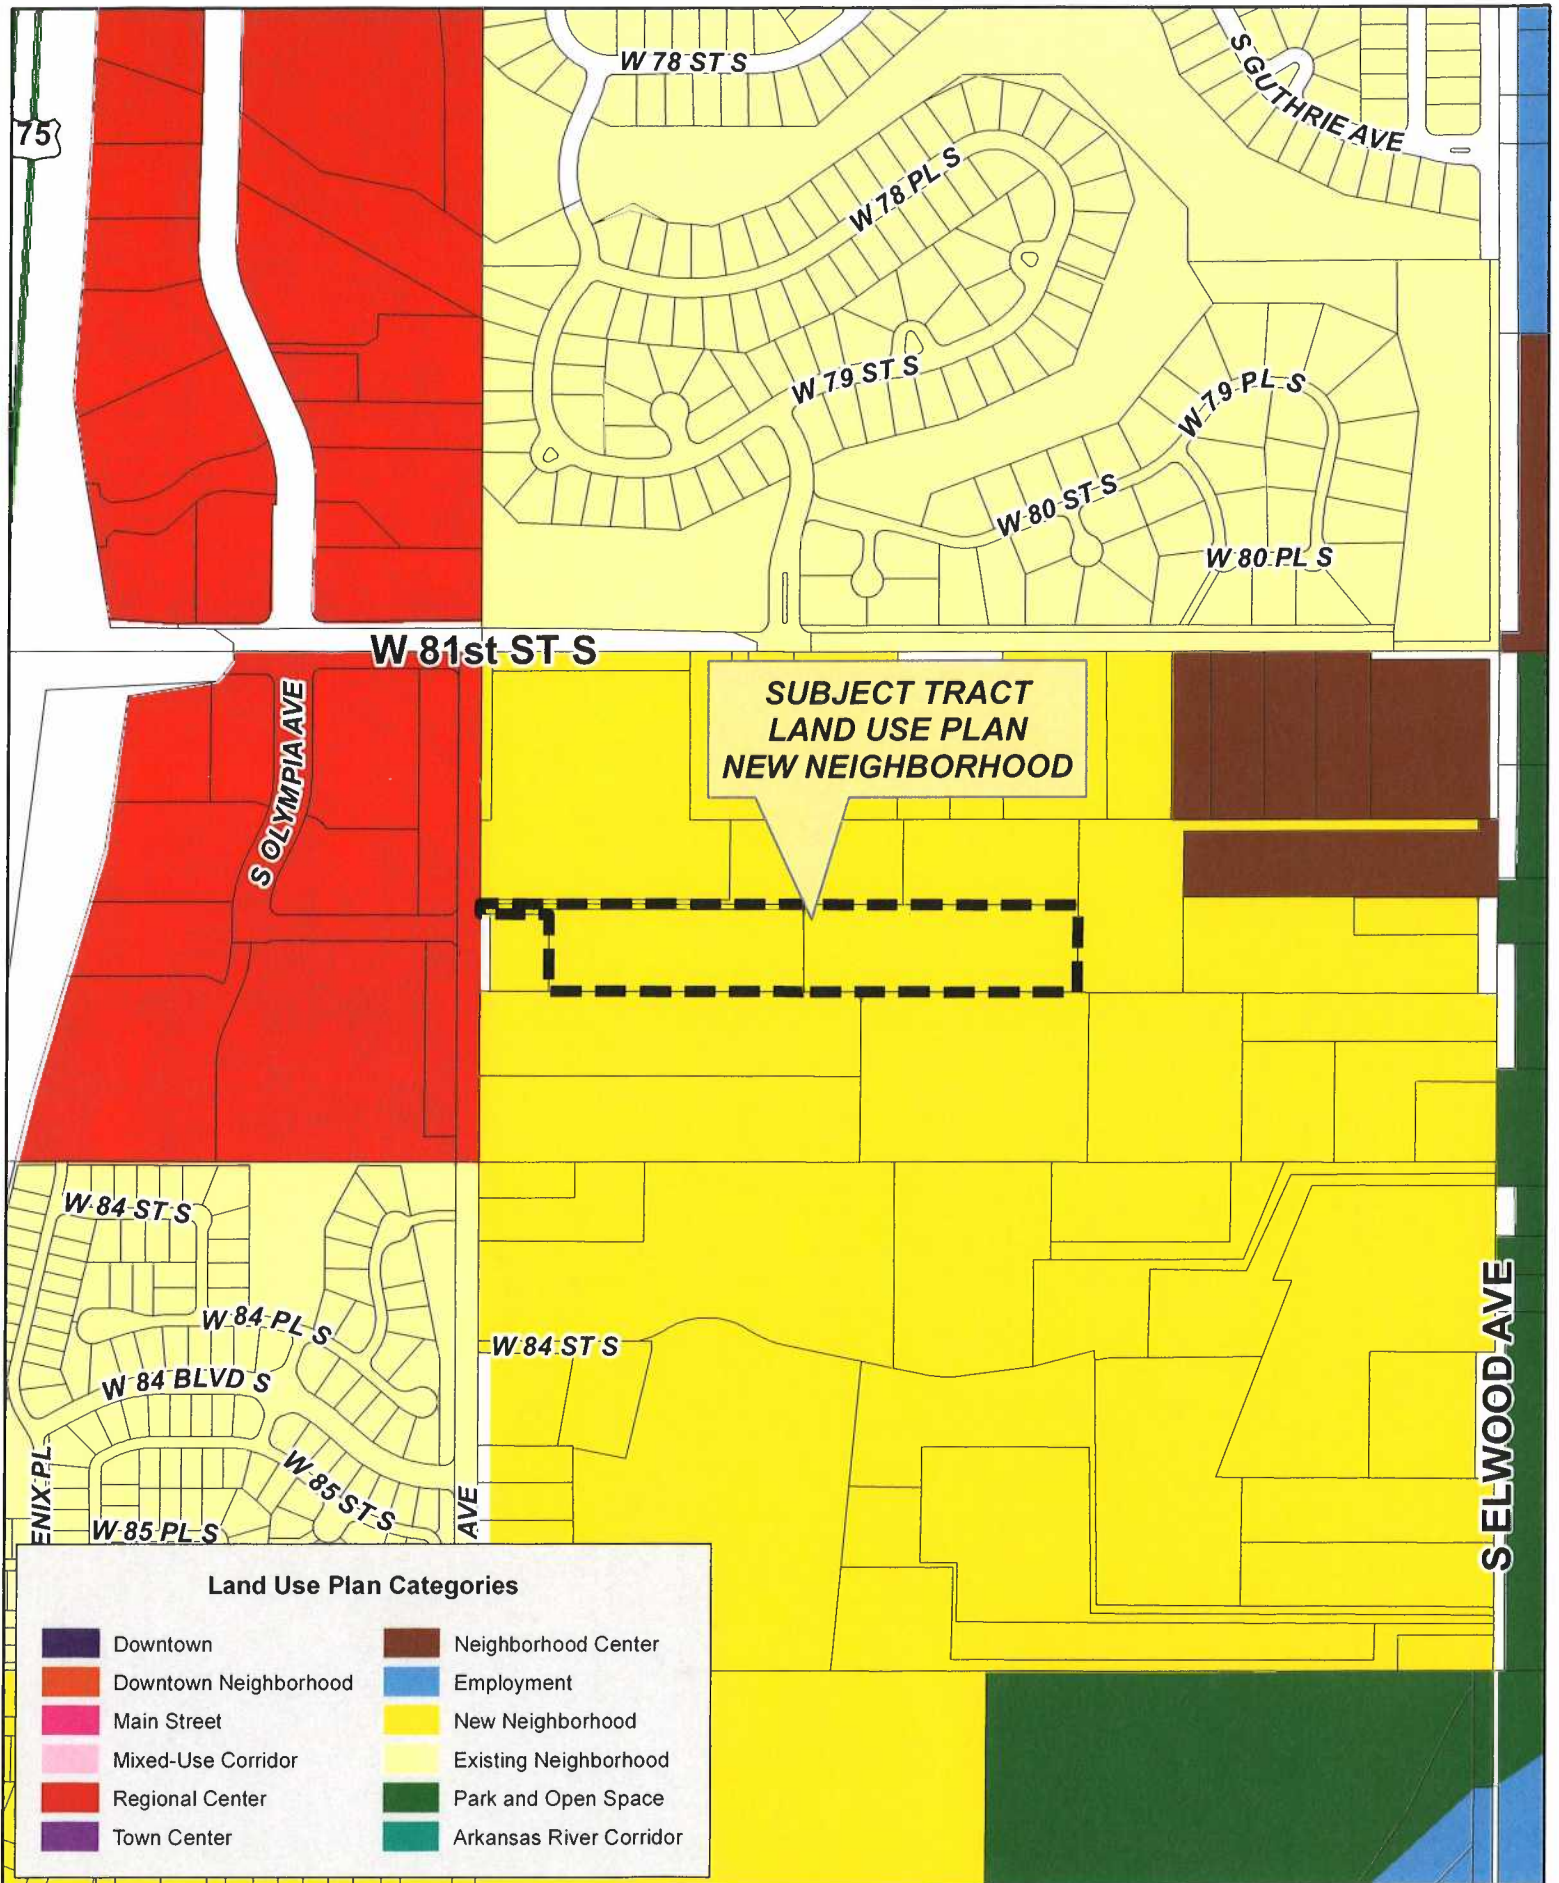 W 78 ST S
S GUTHRIE AVE
75
W 78 PL S
W 79 ST S
W 79 PL S
W 80 ST S
W 80 PL S
W 81st ST S
SUBJECT TRACT
LAND USE PLAN
NEW NEIGHBORHOOD
S OLYMPIA AVE
W 84 ST S
W 84 PL S
W 84 ST S
W 84 BLVD S
S ELWOOD AVE
ENIX PL
W 85 ST S
AVE
W 85 PL S
Land Use Plan Categories
Downtown
Downtown Neighborhood
Main Street
Mixed-Use Corridor
Regional Center
Town Center
Neighborhood Center
Employment
New Neighborhood
Existing Neighborhood
Park and Open Space
Arkansas River Corridor